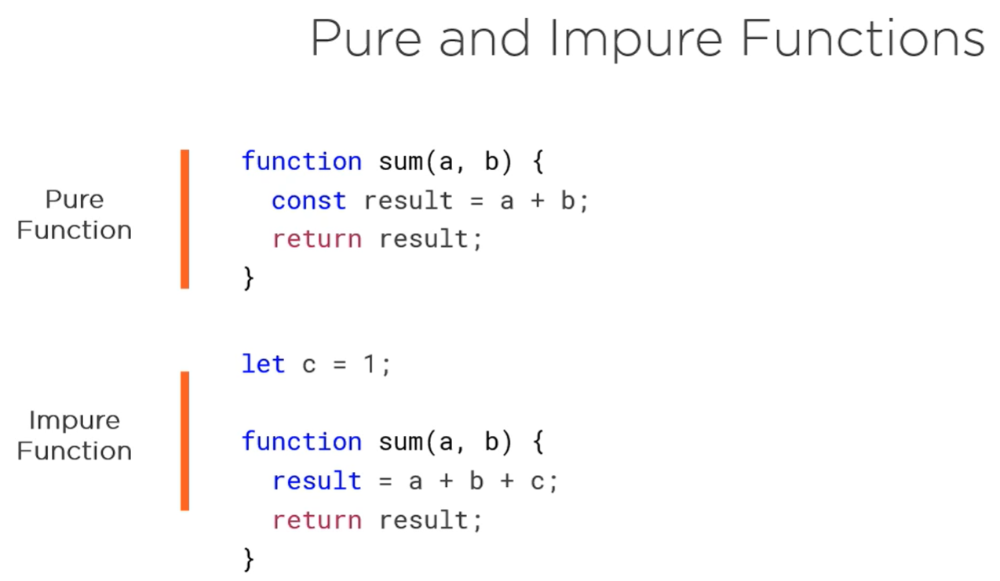 Pure and Impure Functions
Pure
Function
function sum(a, b) {
  const result = a + b;
  return result;
}
Impure
Function
let c = 1;
function sum(a, b) {
  result = a + b + c;
  return result;
}